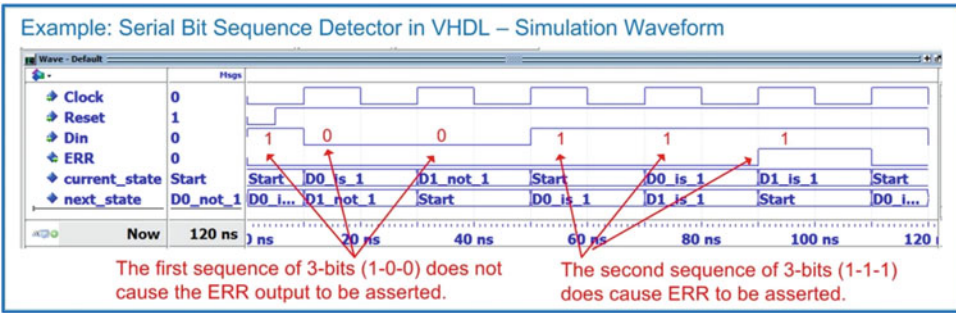 Example: Serial Bit Sequence Detector in VHDL – Simulation Waveform
Wave - Default
Msgs
Clock 0
Reset 1
Din 0 1 0 0 1 1 1
ERR 0
current_state Start Start D0_is_1 D1_not_1 Start D0_is_1 D1_is_1 Start
next_state D0_not_1 D0_i... D1_not_1 Start D0_is_1 D1_is_1 Start D0_i...
Now 120 ns ns 20 ns 40 ns 60 ns 80 ns 100 ns 120
The first sequence of 3-bits (1-0-0) does not
cause the ERR output to be asserted.
The second sequence of 3-bits (1-1-1)
does cause ERR to be asserted.